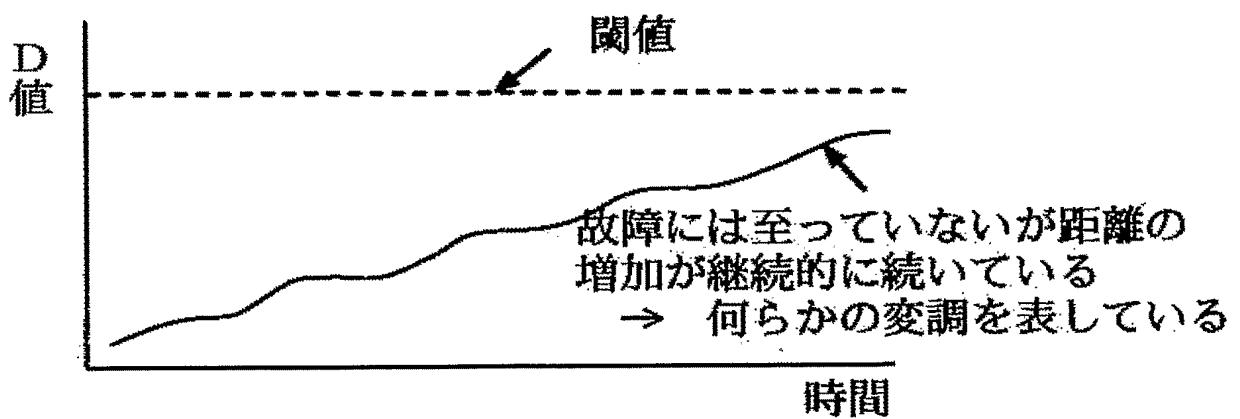 閾値
D値
故障には至っていないが距離の
増加が継続的に続いている
→ 何らかの変調を表している
時間